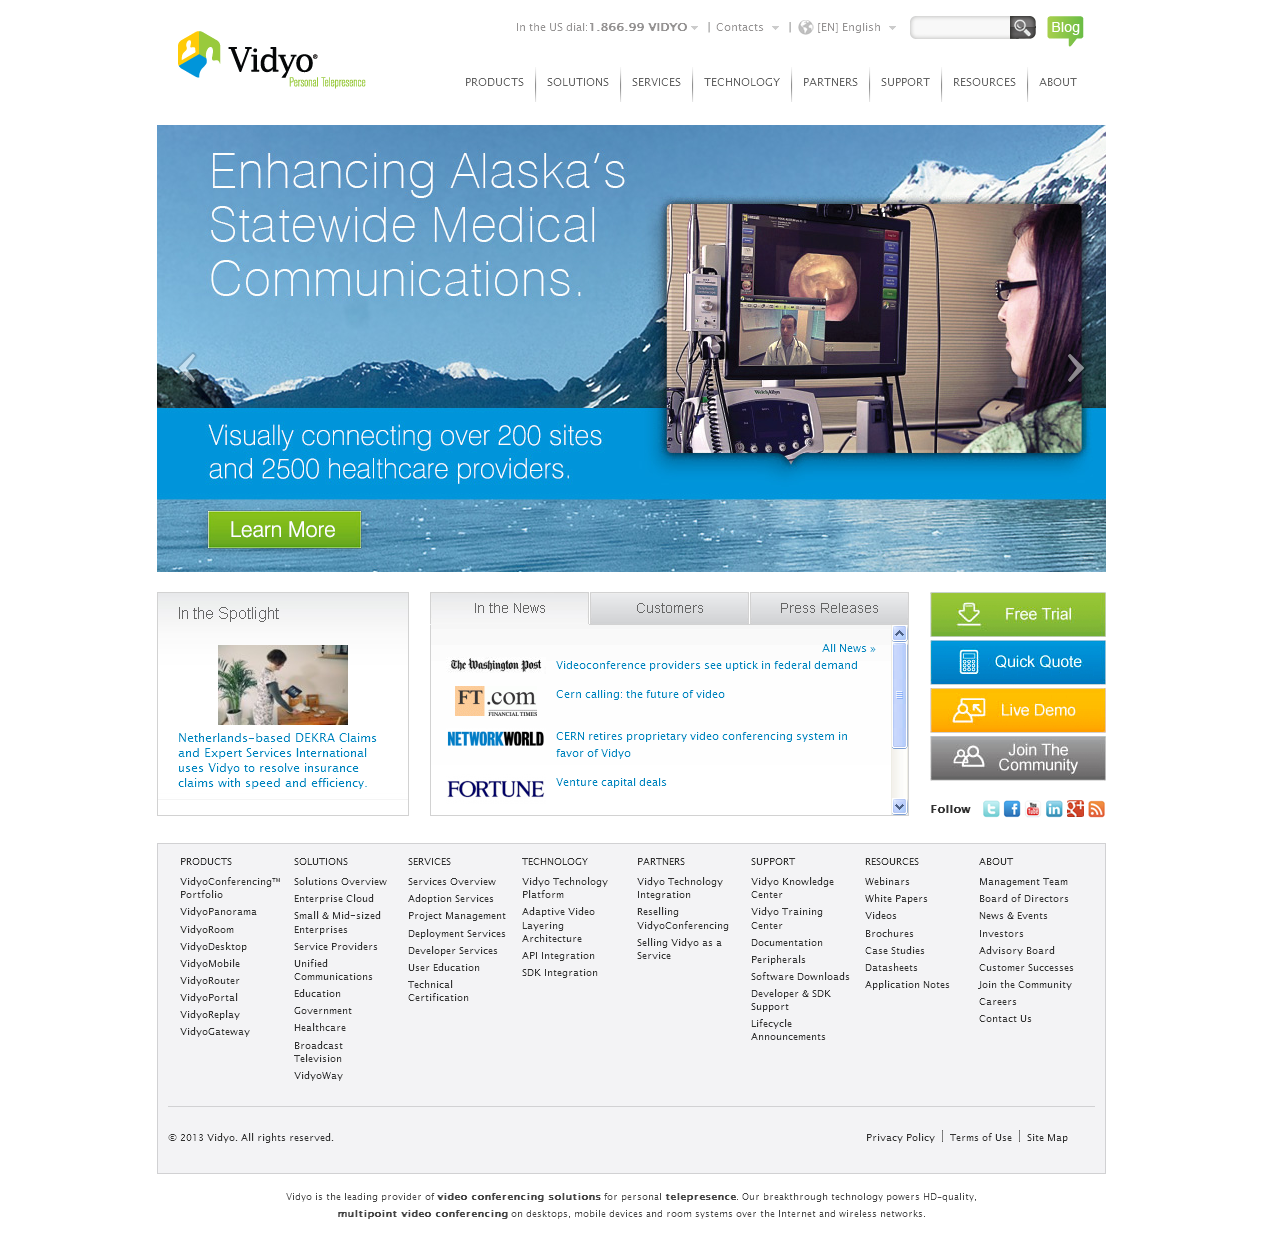 In the US dial:1.866.99 VIDYO | Contacts | [EN] English
Blog
Vidyo®
Personal Telepresence
PRODUCTS SOLUTIONS SERVICES TECHNOLOGY PARTNERS SUPPORT RESOURCES ABOUT
Enhancing Alaska's
Statewide Medical
Communications.
Visually connecting over 200 sites
and 2500 healthcare providers.
Learn More
In the Spotlight
Netherlands-based DEKRA Claims
and Expert Services International
uses Vidyo to resolve insurance
claims with speed and efficiency.
In the News Customers Press Releases
All News »
The Washington Post Videoconference providers see uptick in federal demand
FT.com Cern calling: the future of video
FINANCIAL TIMES
NETWORKWORLD CERN retires proprietary video conferencing system in
favor of Vidyo
FORTUNE Venture capital deals
Free Trial
Quick Quote
Live Demo
Join The
Community
Follow
PRODUCTS
VidyoConferencing™
Portfolio
VidyoPanorama
VidyoRoom
VidyoDesktop
VidyoMobile
VidyoRouter
VidyoPortal
VidyoReplay
VidyoGateway
SOLUTIONS
Solutions Overview
Enterprise Cloud
Small & Mid-sized
Enterprises
Service Providers
Unified
Communications
Education
Government
Healthcare
Broadcast
Television
VidyoWay
SERVICES
Services Overview
Adoption Services
Project Management
Deployment Services
Developer Services
User Education
Technical
Certification
TECHNOLOGY
Vidyo Technology
Platform
Adaptive Video
Layering
Architecture
API Integration
SDK Integration
PARTNERS
Vidyo Technology
Integration
Reselling
VidyoConferencing
Selling Vidyo as a
Service
SUPPORT
Vidyo Knowledge
Center
Vidyo Training
Center
Documentation
Peripherals
Software Downloads
Developer & SDK
Support
Lifecycle
Announcements
RESOURCES
Webinars
White Papers
Videos
Brochures
Case Studies
Datasheets
Application Notes
ABOUT
Management Team
Board of Directors
News & Events
Investors
Advisory Board
Customer Successes
Join the Community
Careers
Contact Us
© 2013 Vidyo. All rights reserved.
Privacy Policy | Terms of Use | Site Map
Vidyo is the leading provider of video conferencing solutions for personal telepresence. Our breakthrough technology powers HD-quality,
multipoint video conferencing on desktops, mobile devices and room systems over the Internet and wireless networks.